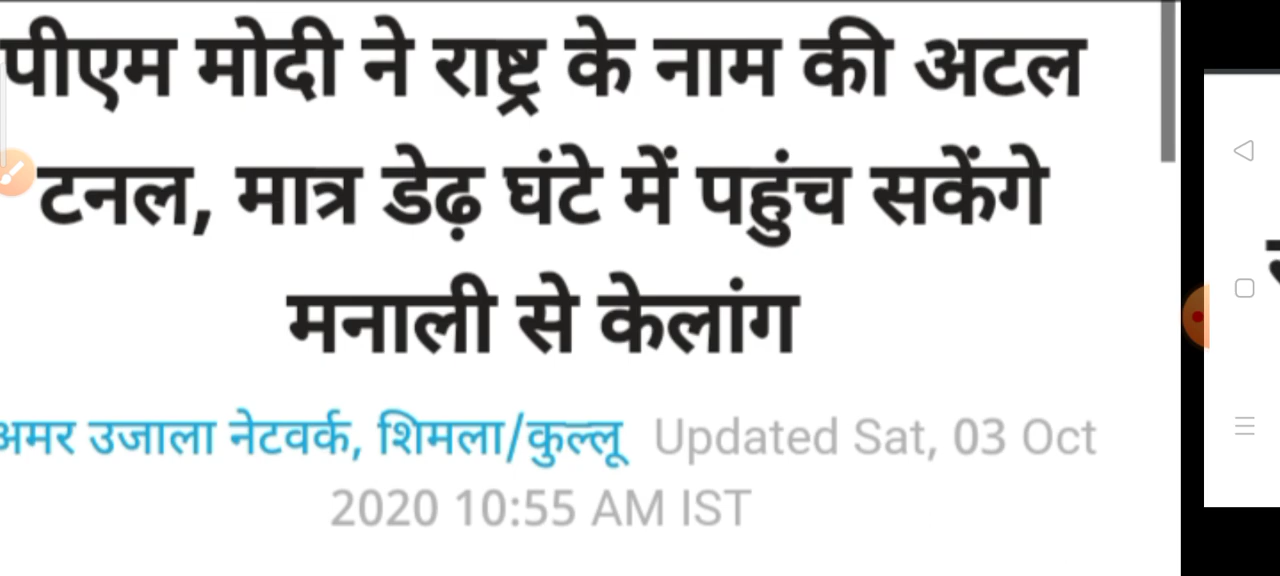 पीएम मोदी ने राष्ट्र के नाम की अटल
टनल, मात्र डेढ़ घंटे में पहुंच सकेंगे
मनाली से केलांग
अमर उजाला नेटवर्क, शिमला/कुल्लू Updated Sat, 03 Oct
2020 10:55 AM IST